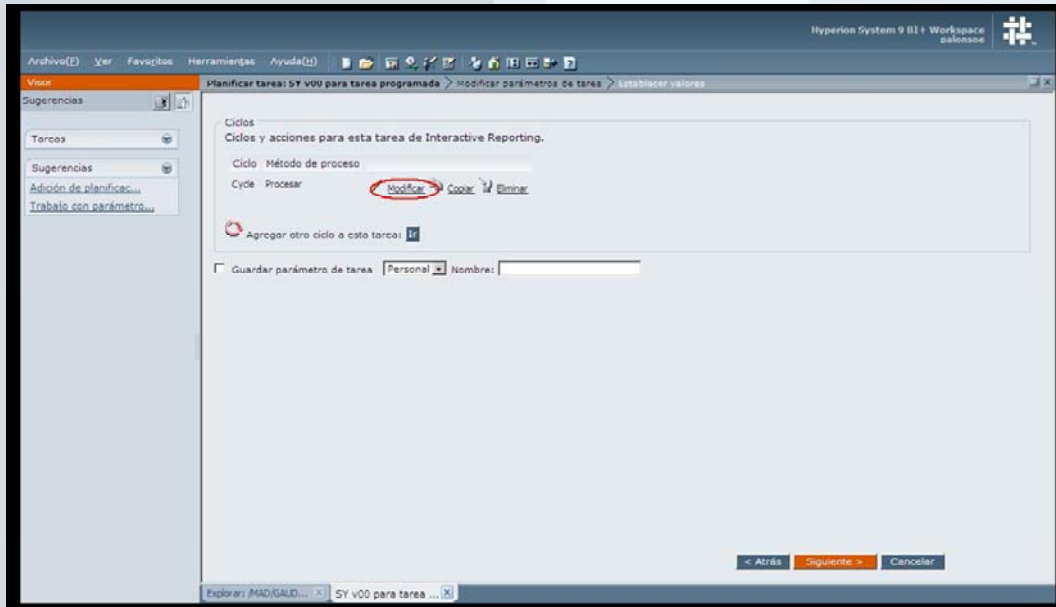 Hyperion System 9 BI+ Workspace
palonsoe
Archivo(F) Ver Favoritos Herramientas Ayuda(H)
Visor
Planificar tarea: SY v00 para tarea programada > Modificar parámetros de tarea > Establecer valores
Sugerencias
Tareas
Sugerencias
Adición de planificac...
Trabajo con parámetro...
Ciclos
Ciclos y acciones para esta tarea de Interactive Reporting.
Ciclo Método de proceso
Cycle Procesar Modificar Copiar Eliminar
Agregar otro ciclo a esta tarea: Ir
Guardar parámetro de tarea Personal Nombre:
< Atrás Siguiente > Cancelar
Explorar: /MAD/GAUD... SY v00 para tarea ...